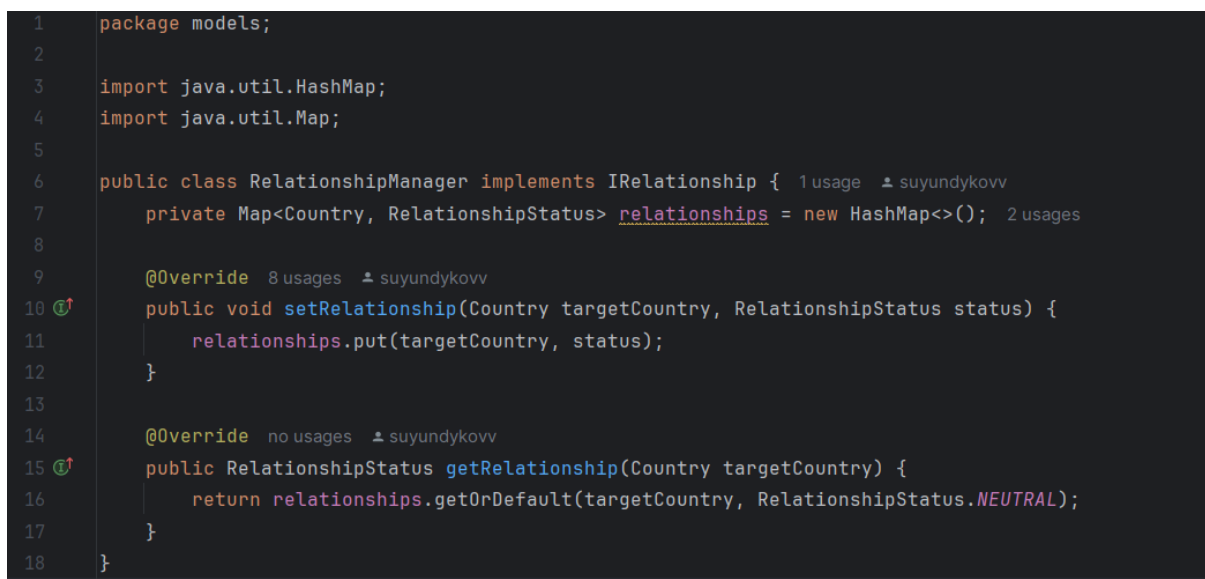 1 package models;
2
3 import java.util.HashMap;
4 import java.util.Map;
5
6 public class RelationshipManager implements IRelationship { 1 usage suyundykovv
7 private Map<Country, RelationshipStatus> relationships = new HashMap<>(); 2 usages
8
9 @Override 8 usages suyundykovv
10 public void setRelationship(Country targetCountry, RelationshipStatus status) {
11 relationships.put(targetCountry, status);
12 }
13
14 @Override no usages suyundykovv
15 public RelationshipStatus getRelationship(Country targetCountry) {
16 return relationships.getOrDefault(targetCountry, RelationshipStatus.NEUTRAL);
17 }
18 }